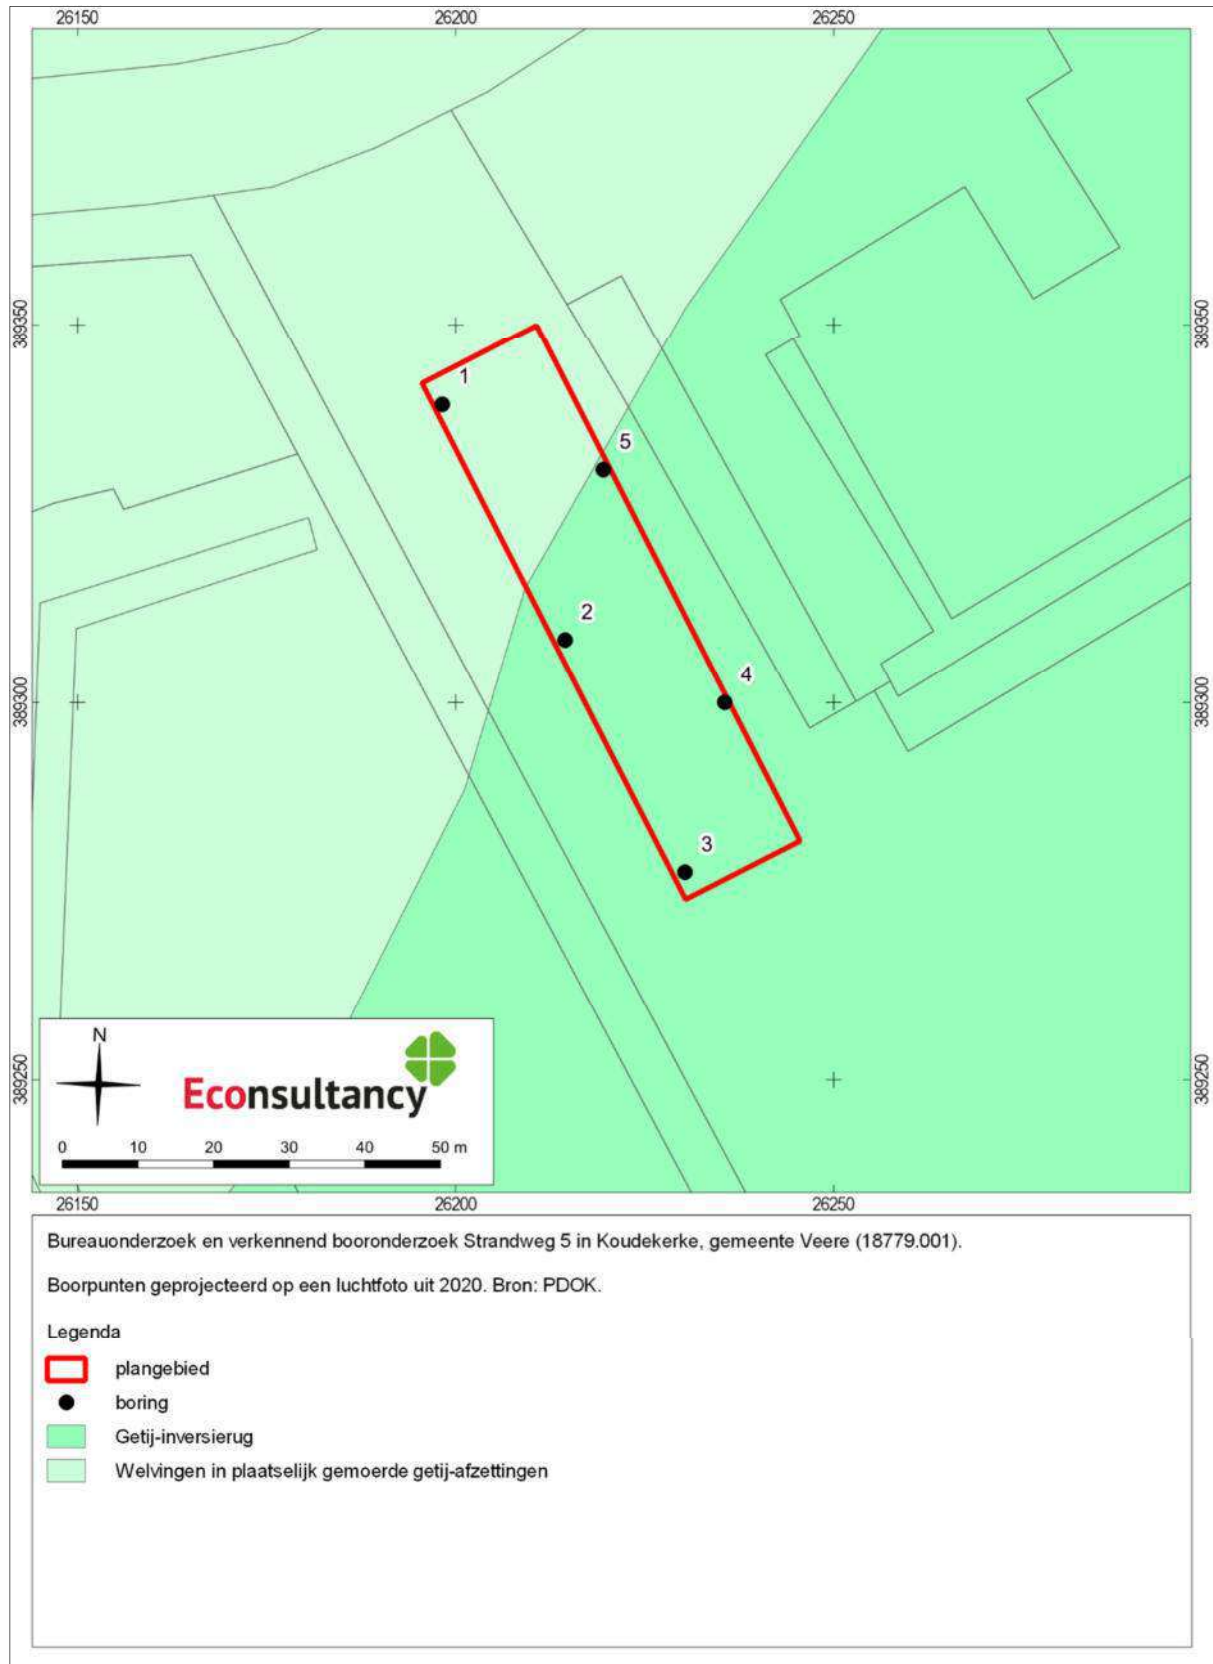 26150 26200 26250
389350 389350
1
5
2
389300 4 389300
3
N
Econsultancy
389250 389250
0 10 20 30 40 50 m
26150 26200 26250
Bureauonderzoek en verkennend booronderzoek Strandweg 5 in Koudekerke, gemeente Veere (18779.001).
Boorpunten geprojecteerd op een luchtfoto uit 2020. Bron: PDOK.
Legenda
plangebied
boring
Getij-inversierug
Welvingen in plaatselijk gemoerde getij-afzettingen